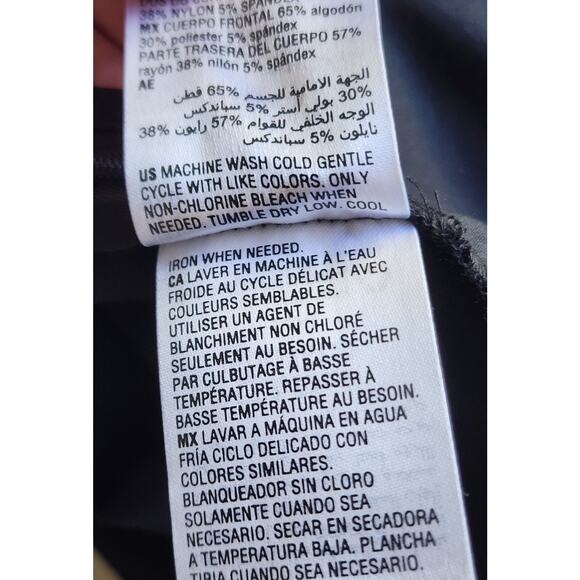 38% NYLON 5% SPANDEX
MX CUERPO FRONTAL 65% algodón
30% poliester 5% spándex
PARTE TRASERA DEL CUERPO 57%
rayón 38% nilón 5% spándex
AE
الجهة الامامية للجسم 65% قطن
30% بولي أستر 5% سباندكس
الوجه الخلفي للقوام 57% رايون 38%
نايلون 5% سباندكس
US MACHINE WASH COLD GENTLE
CYCLE WITH LIKE COLORS. ONLY
NON-CHLORINE BLEACH WHEN
NEEDED. TUMBLE DRY LOW. COOL
IRON WHEN NEEDED.
CA LAVER EN MACHINE À L'EAU
FROIDE AU CYCLE DÉLICAT AVEC
COULEURS SEMBLABLES.
UTILISER UN AGENT DE
BLANCHIMENT NON CHLORÉ
SEULEMENT AU BESOIN. SÉCHER
PAR CULBUTAGE À BASSE
TEMPÉRATURE. REPASSER À
BASSE TEMPÉRATURE AU BESOIN.
MX LAVAR A MÁQUINA EN AGUA
FRÍA CICLO DELICADO CON
COLORES SIMILARES.
BLANQUEADOR SIN CLORO
SOLAMENTE CUANDO SEA
NECESARIO. SECAR EN SECADORA
A TEMPERATURA BAJA. PLANCHA
TIBIA CUANDO SEA NECESARIO.